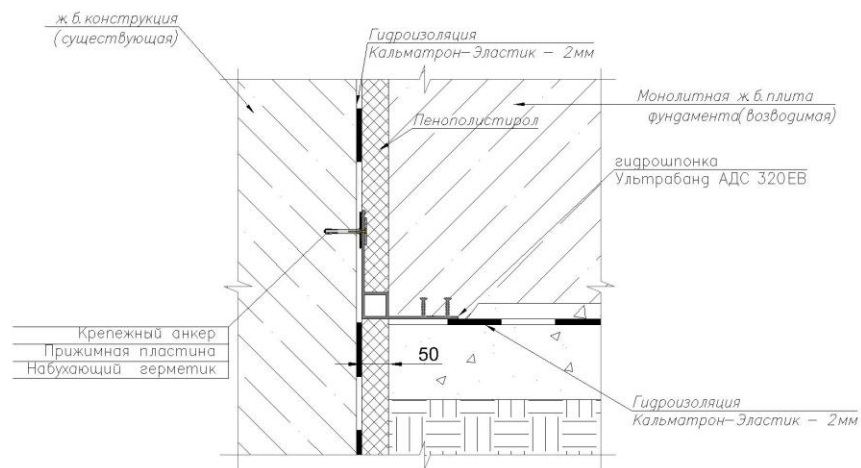 ж.б.конструкция
(существующая)
Гидроизоляция
Кальматрон-Эластик - 2мм
Монолитная ж.б.плита
фундамента(возводимая)
Пенополистирол
гидрошпонка
Ультрабанд АДС 320ЕВ
Крепежный анкер
Прижимная пластина
Набухающий герметик
50
Гидроизоляция
Кальматрон-Эластик - 2мм